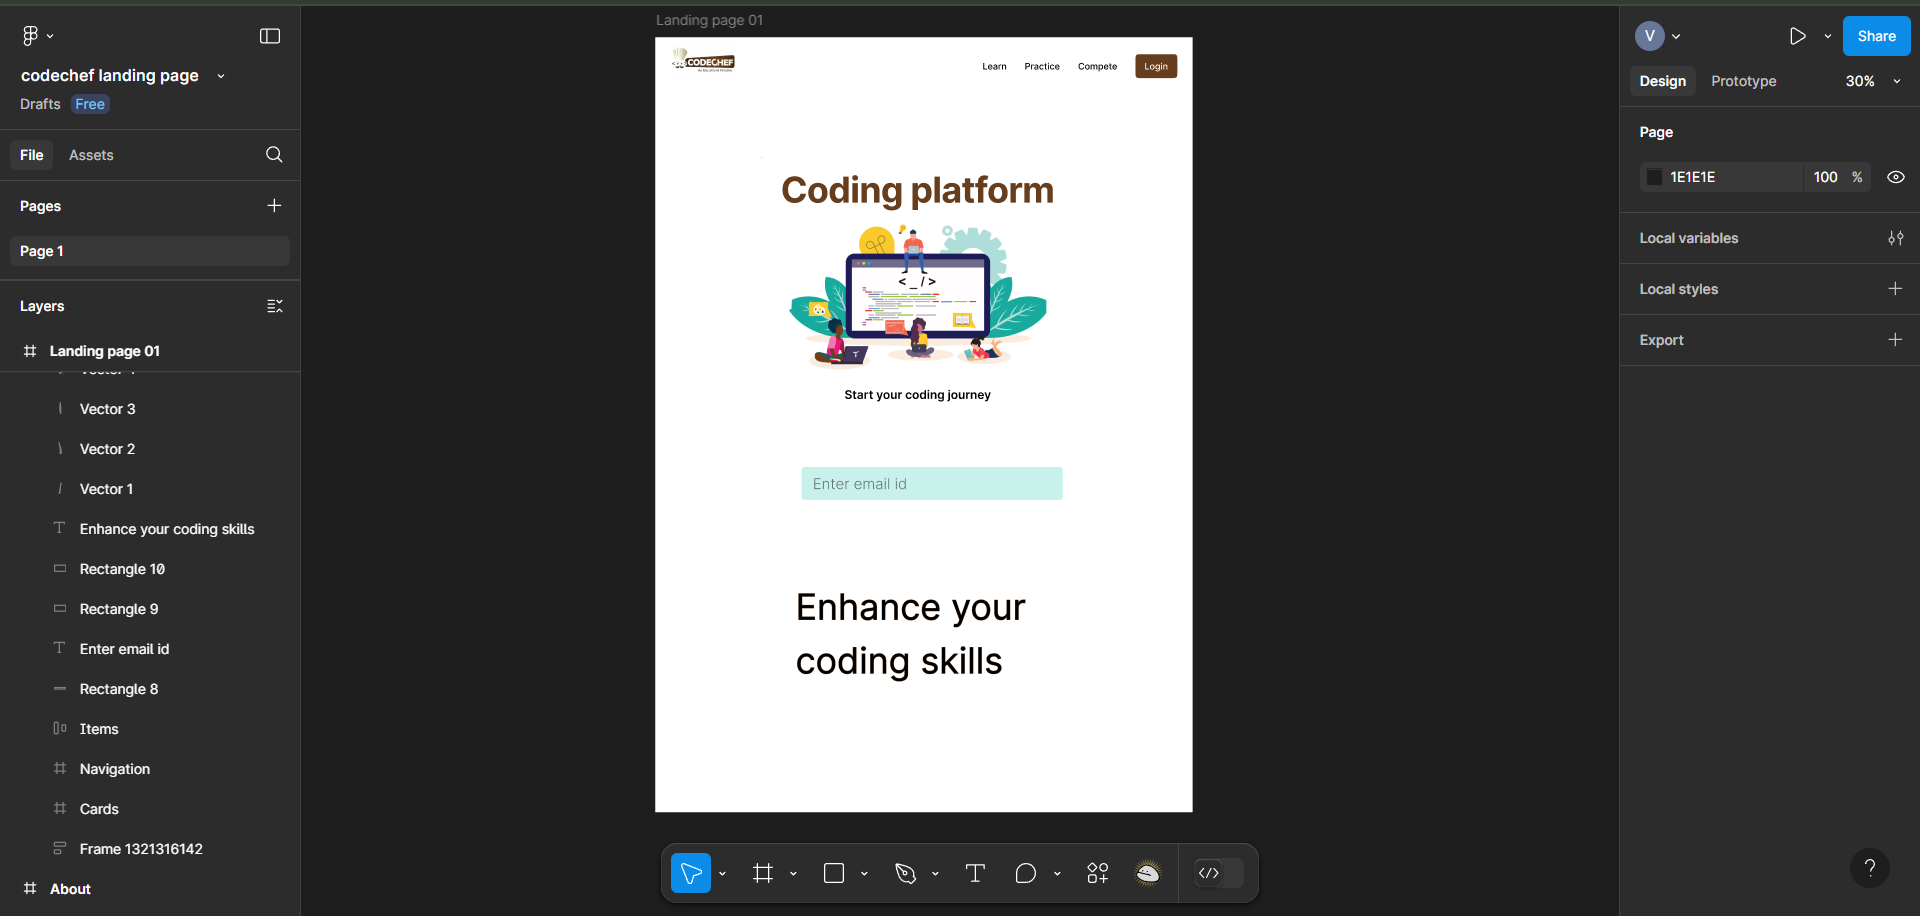 codechef landing page
Drafts Free
File Assets
Pages
Page 1
Layers
Landing page 01
Vector 3
Vector 2
Vector 1
Enhance your coding skills
Rectangle 10
Rectangle 9
Enter email id
Rectangle 8
Items
Navigation
Cards
Frame 1321316142
About
Landing page 01
CODECHEF
Learn Practice Compete Login
Coding platform
<_/>
Start your coding journey
Enter email id
Enhance your
coding skills
V
Share
Design Prototype 30%
Page
1E1E1E 100 %
Local variables
Local styles
Export
?